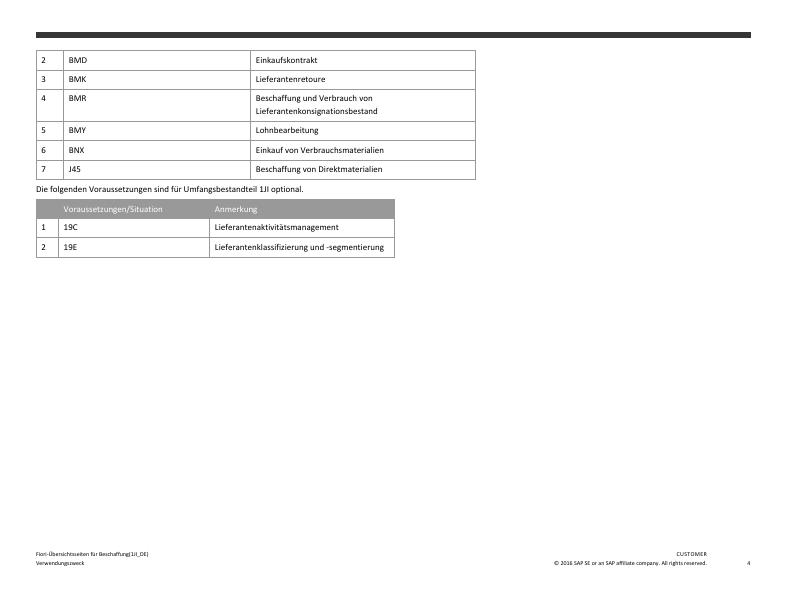 2 BMD Einkaufskontrakt
3 BMK Lieferantenretoure
4 BMR Beschaffung und Verbrauch von
Lieferantenkonsignationsbestand
5 BMY Lohnbearbeitung
6 BNX Einkauf von Verbrauchsmaterialien
7 J45 Beschaffung von Direktmaterialien
Die folgenden Voraussetzungen sind für Umfangsbestandteil 1JI optional.
Voraussetzungen/Situation Anmerkung
1 19C Lieferantenaktivitätsmanagement
2 19E Lieferantenklassifizierung und -segmentierung
Fiori-Übersichtsseiten für Beschaffung(1JI_DE) CUSTOMER
Verwendungszweck © 2016 SAP SE or an SAP affiliate company. All rights reserved. 4